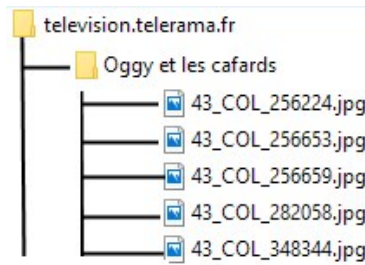 television.telerama.fr
Oggy et les cafards
43_COL_256224.jpg
43_COL_256653.jpg
43_COL_256659.jpg
43_COL_282058.jpg
43_COL_348344.jpg